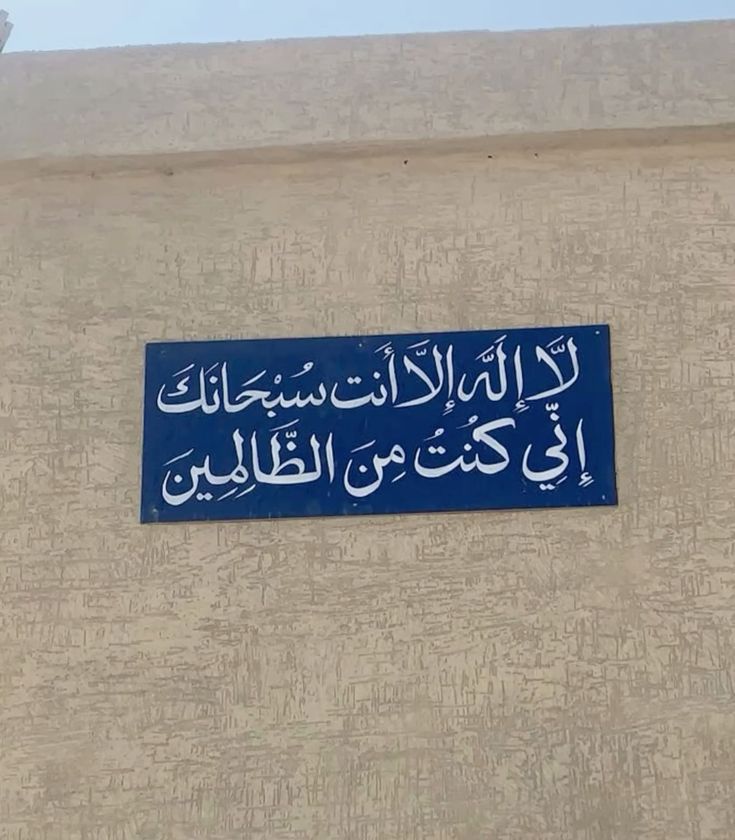 لَّا إِلَٰهَ إِلَّا أَنت سُبْحَانَكَ
إِنِّي كُنتُ مِنَ الظَّالِمِينَ